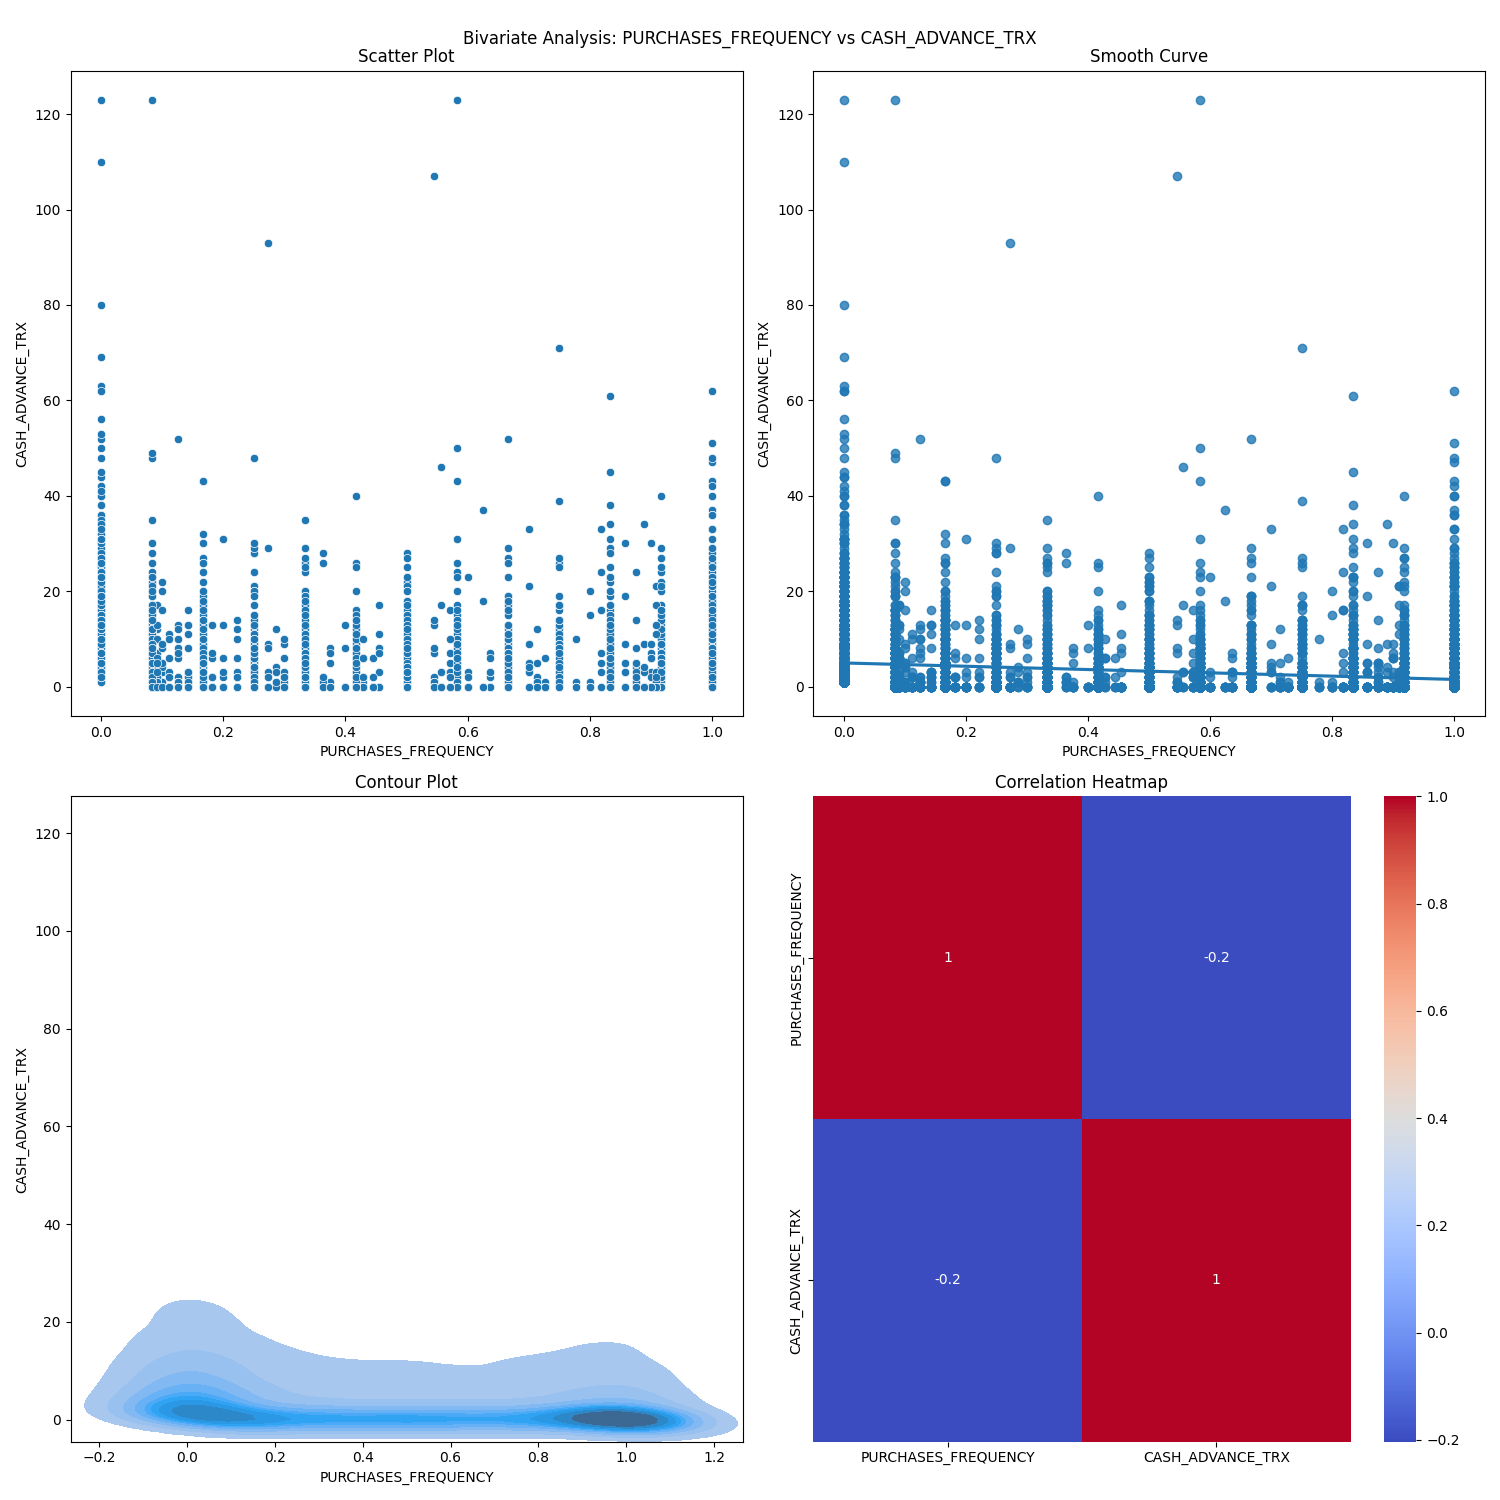 Bivariate Analysis: PURCHASES_FREQUENCY vs CASH_ADVANCE_TRX
Scatter Plot
120
100
80
60
40
20
0
CASH_ADVANCE_TRX
0.0 0.2 0.4 0.6 0.8 1.0
PURCHASES_FREQUENCY
Smooth Curve
120
100
80
60
40
20
0
CASH_ADVANCE_TRX
0.0 0.2 0.4 0.6 0.8 1.0
PURCHASES_FREQUENCY
Contour Plot
120
100
80
60
40
20
0
CASH_ADVANCE_TRX
−0.2 0.0 0.2 0.4 0.6 0.8 1.0 1.2
PURCHASES_FREQUENCY
Correlation Heatmap
PURCHASES_FREQUENCY
1 -0.2
CASH_ADVANCE_TRX
-0.2 1
PURCHASES_FREQUENCY CASH_ADVANCE_TRX
1.0
0.8
0.6
0.4
0.2
0.0
−0.2